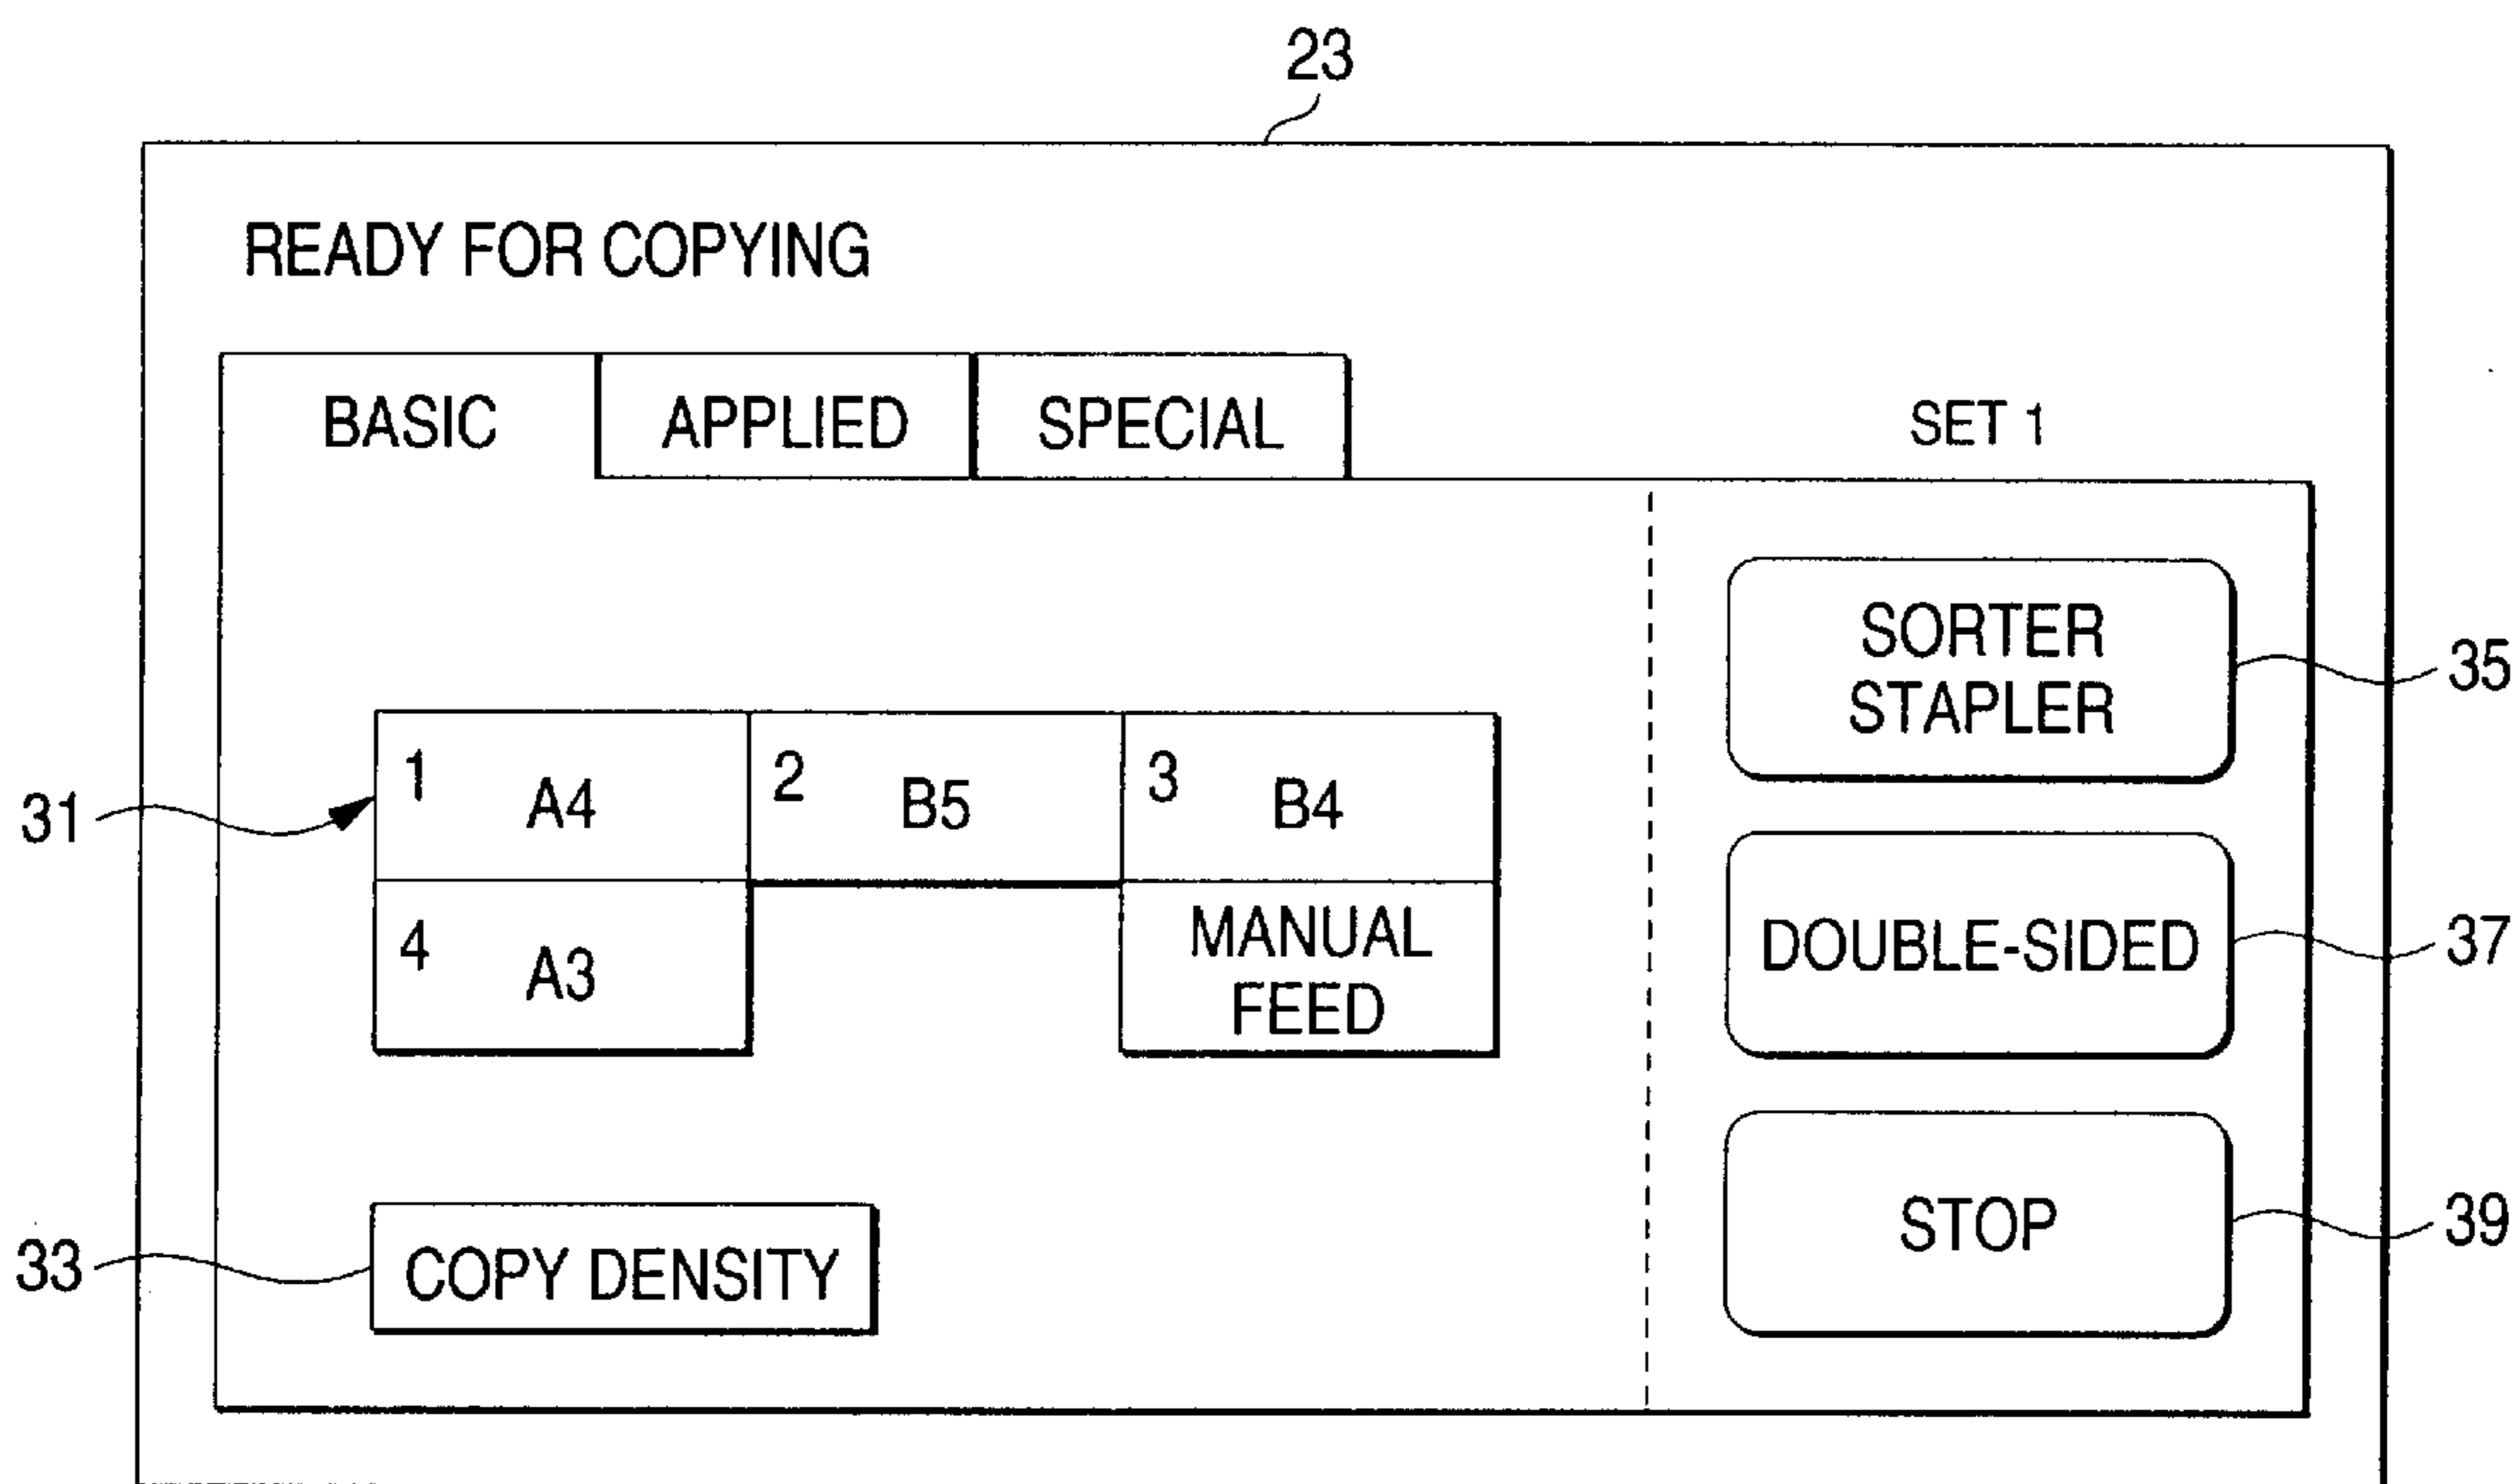 23
READY FOR COPYING
BASIC APPLIED SPECIAL SET 1
SORTER
STAPLER
35
31
1 A4 2 B5 3 B4
4 A3 MANUAL
FEED
DOUBLE-SIDED
37
33
COPY DENSITY
STOP
39